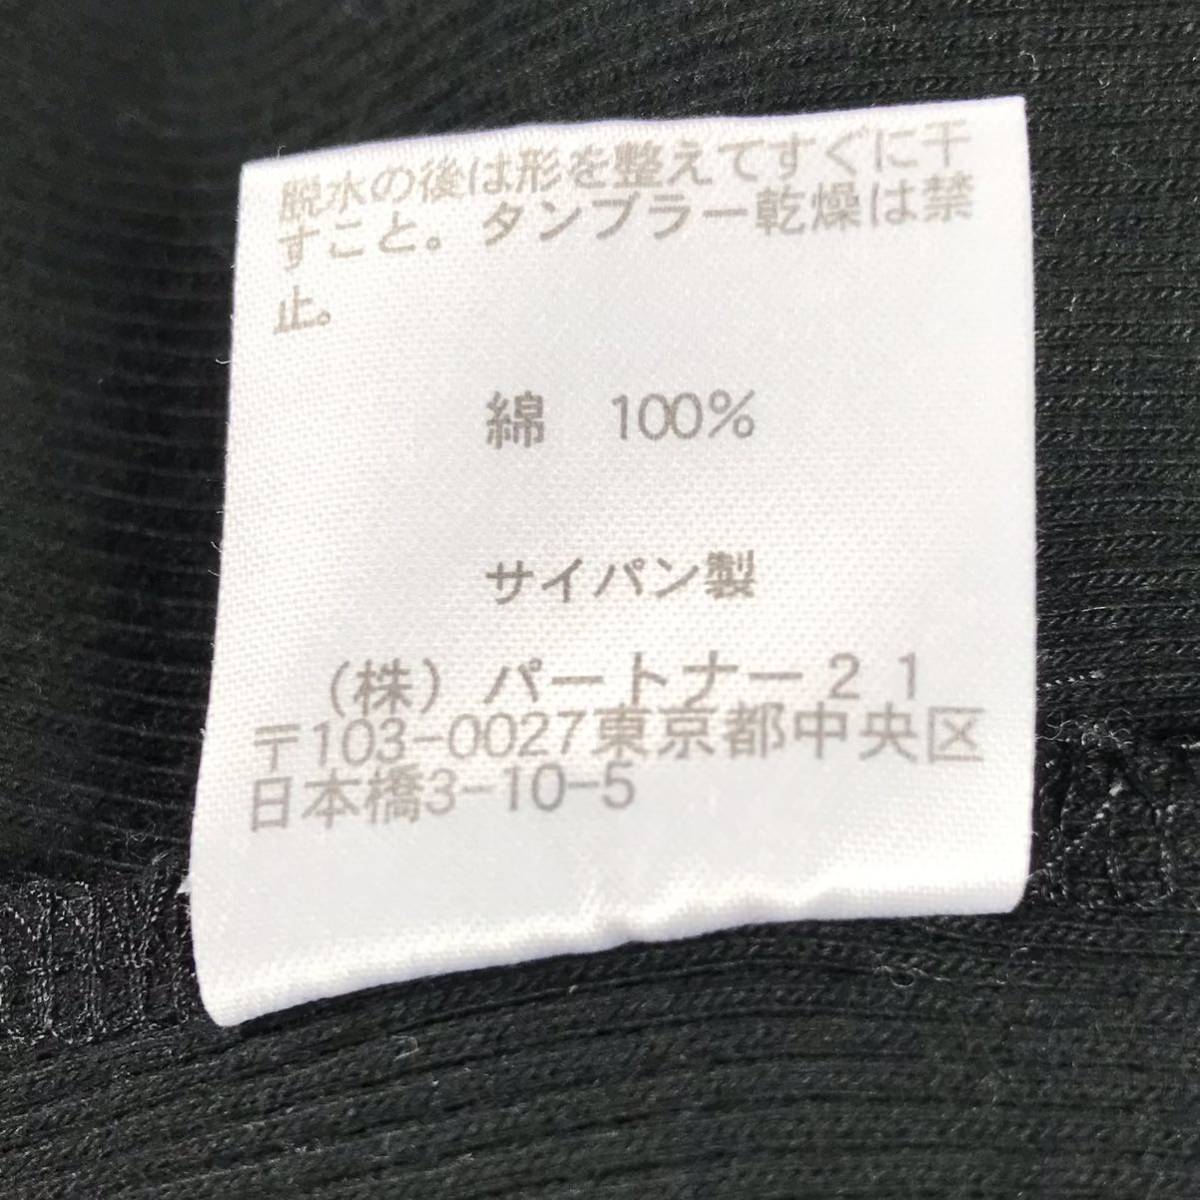 脱水の後は形を整えてすぐに干
すこと。タンブラー乾燥は禁
止。
綿　100%
サイパン製
（株）パートナー２１
〒103-0027東京都中央区
日本橋3-10-5